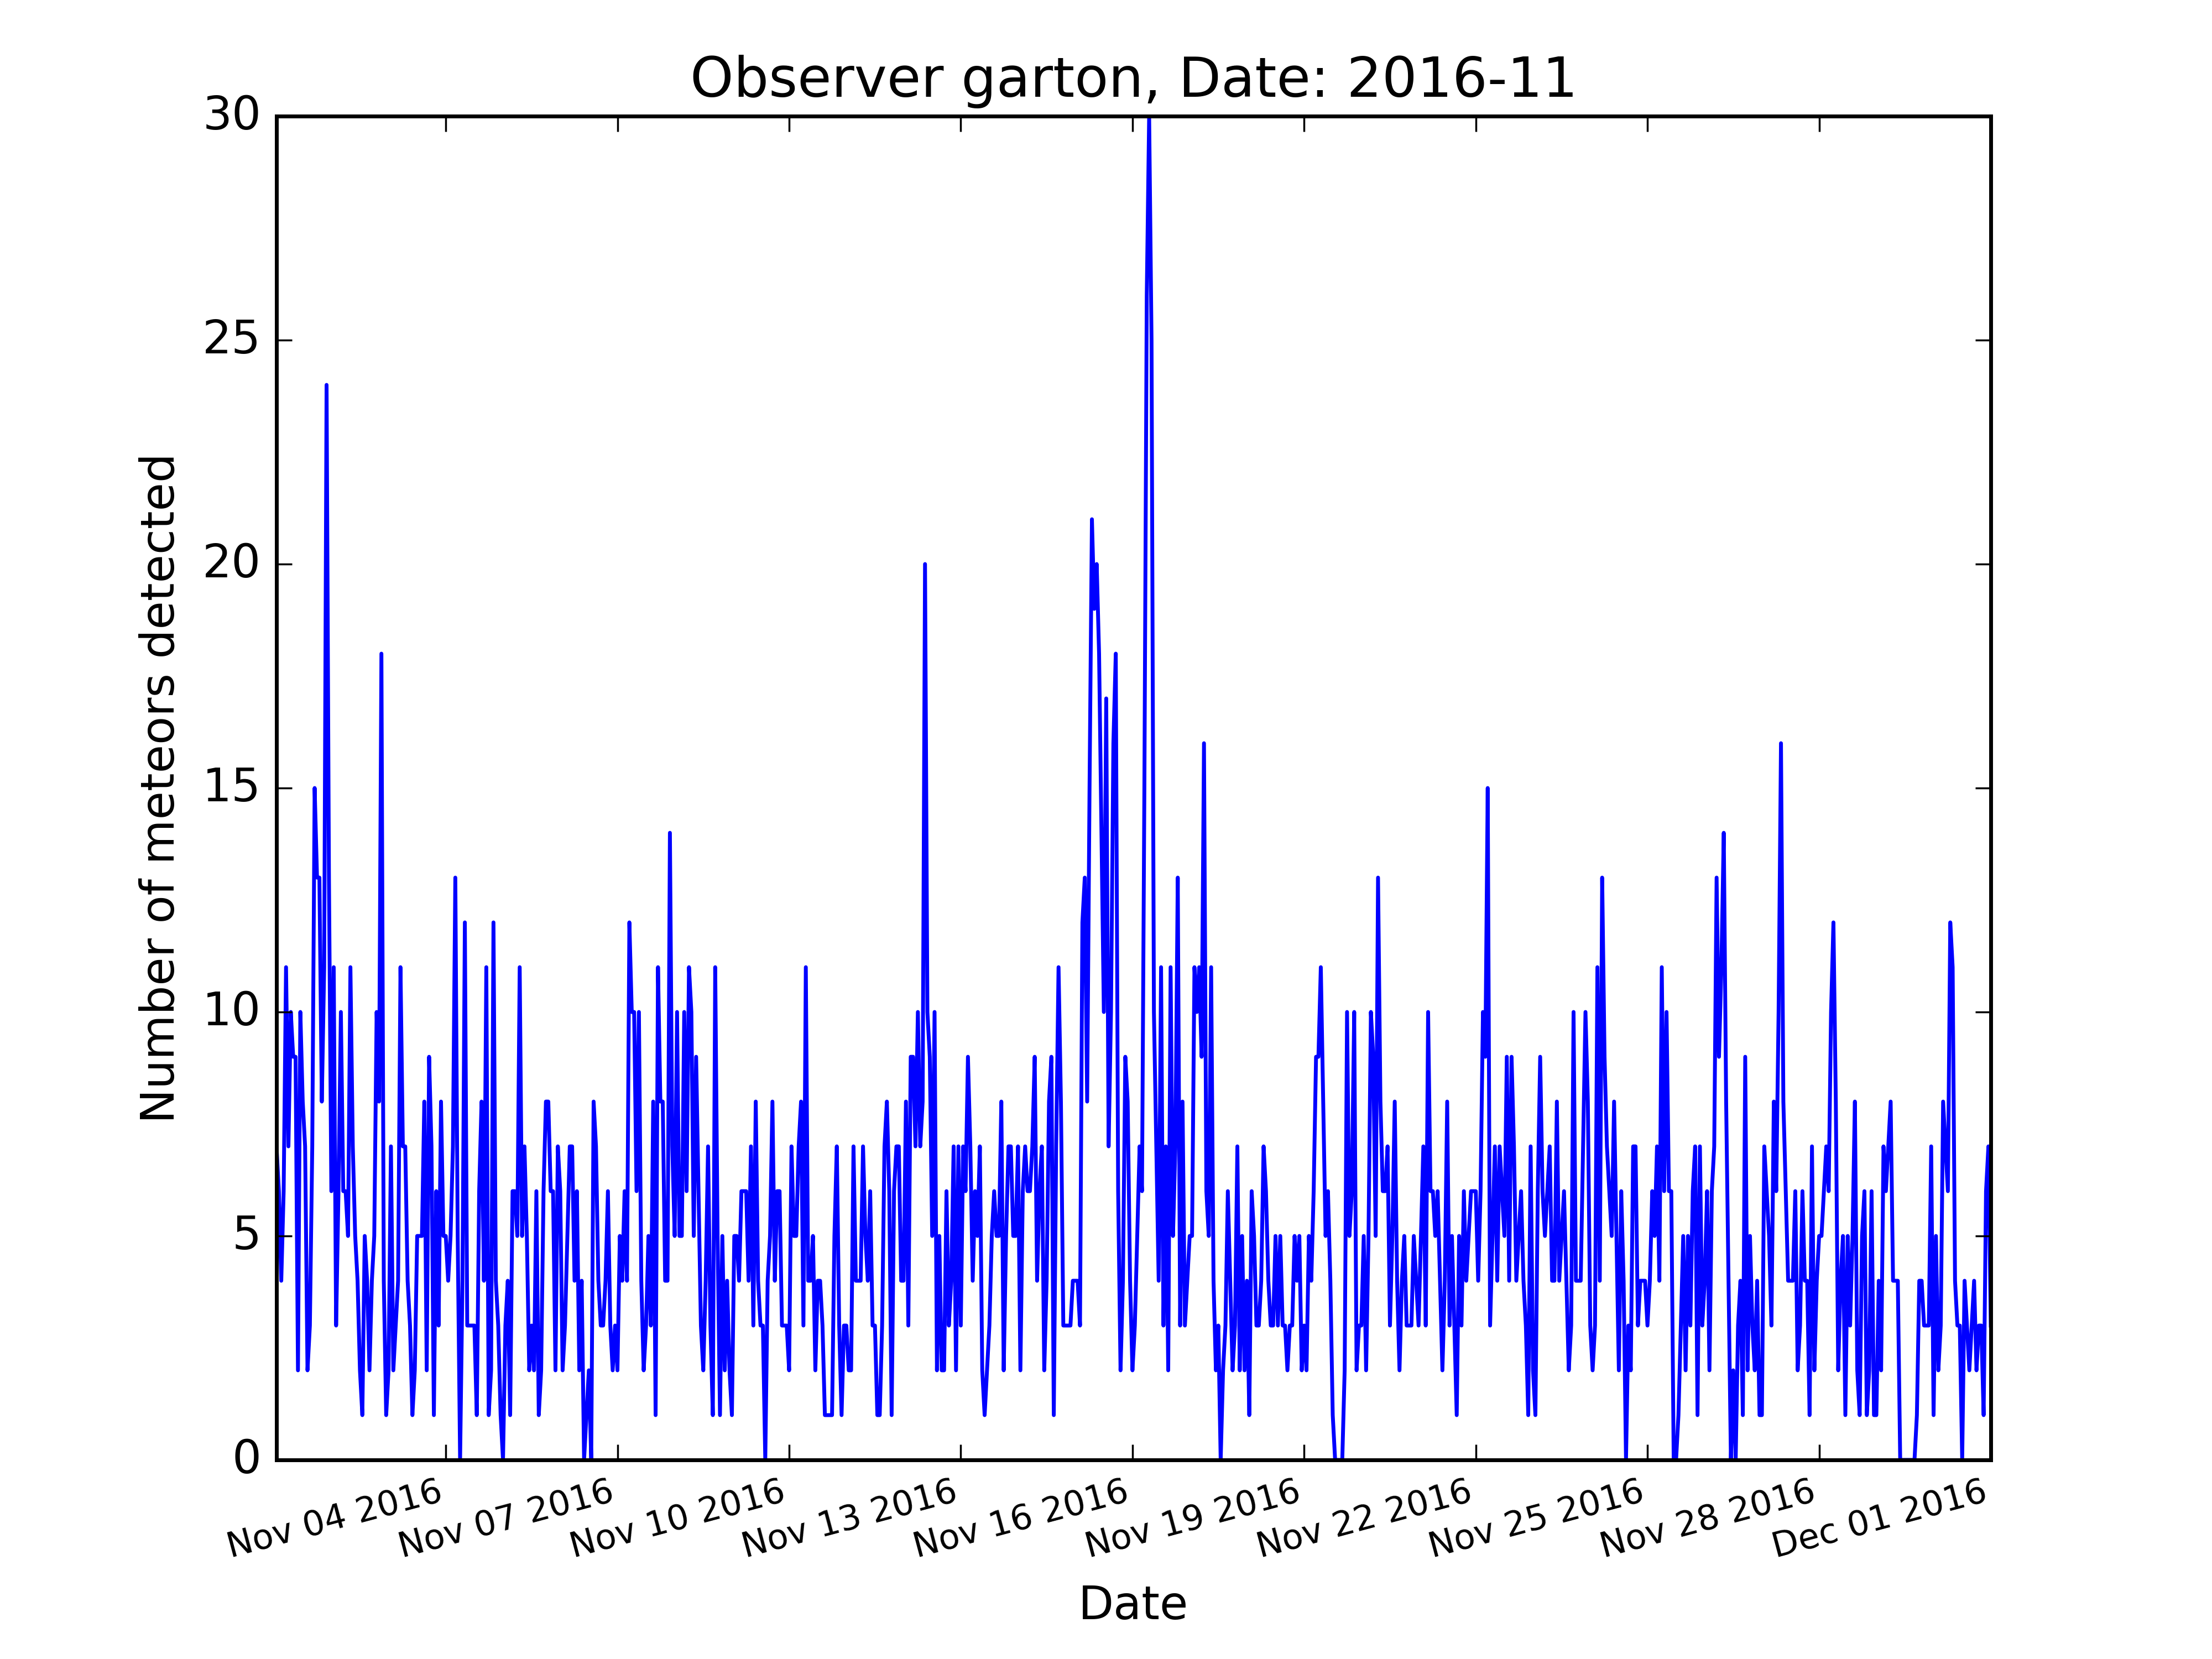 Observer garton, Date: 2016-11
30
25
20
15
10
5
0
Number of meteors detected
Nov 04 2016
Nov 07 2016
Nov 10 2016
Nov 13 2016
Nov 16 2016
Nov 19 2016
Nov 22 2016
Nov 25 2016
Nov 28 2016
Dec 01 2016
Date